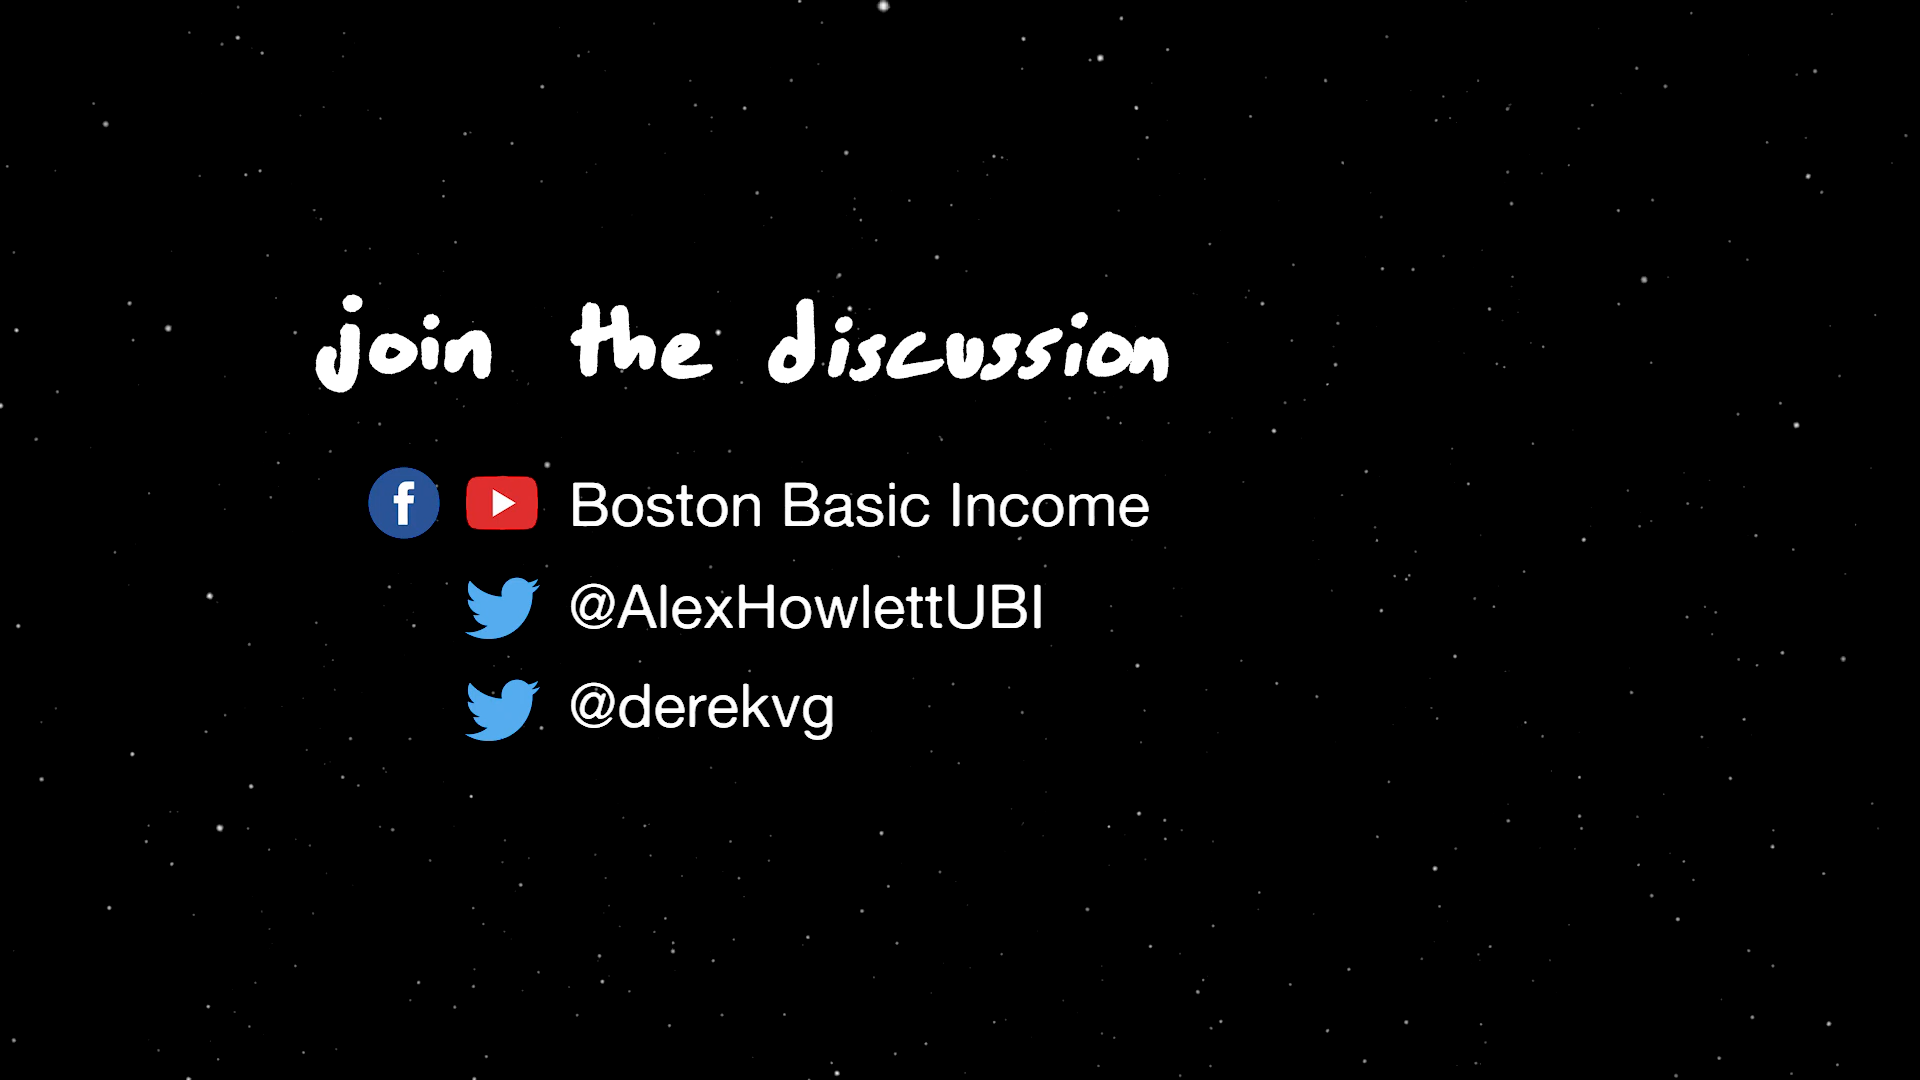 join the discussion
Boston Basic Income
@AlexHowlettUBI
@derekvg